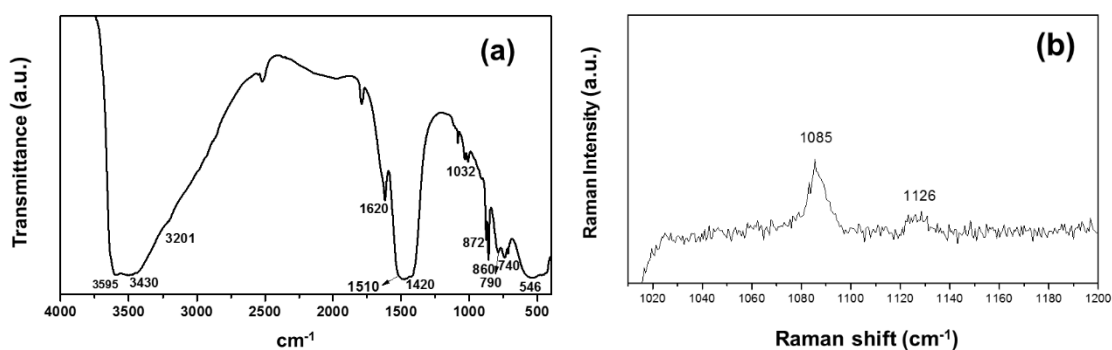 (a)
Transmittance (a.u.)
3595
3430
3201
1620
1510
1420
1032
872
860
790
740
546
4000 3500 3000 2500 2000 1500 1000 500
cm-1
(b)
Raman Intensity (a.u.)
1085
1126
1020 1040 1060 1080 1100 1120 1140 1160 1180 1200
Raman shift (cm-1)